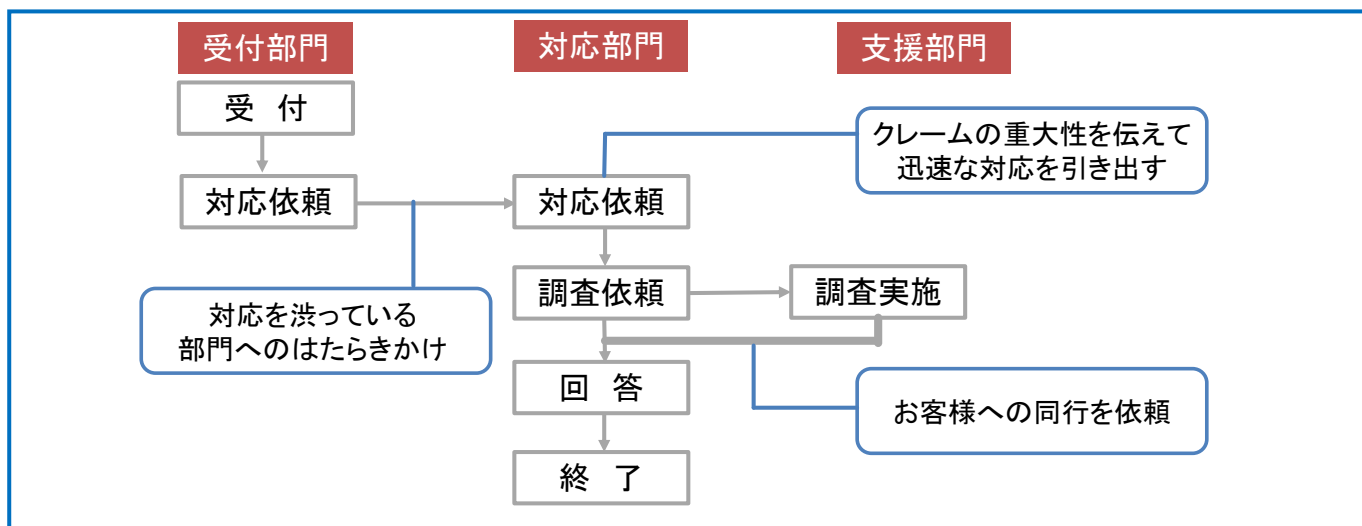 受付部門
対応部門
支援部門
受　付
クレームの重大性を伝えて
迅速な対応を引き出す
対応依頼
対応依頼
調査依頼
調査実施
対応を渋っている
部門へのはたらきかけ
回　答
お客様への同行を依頼
終　了